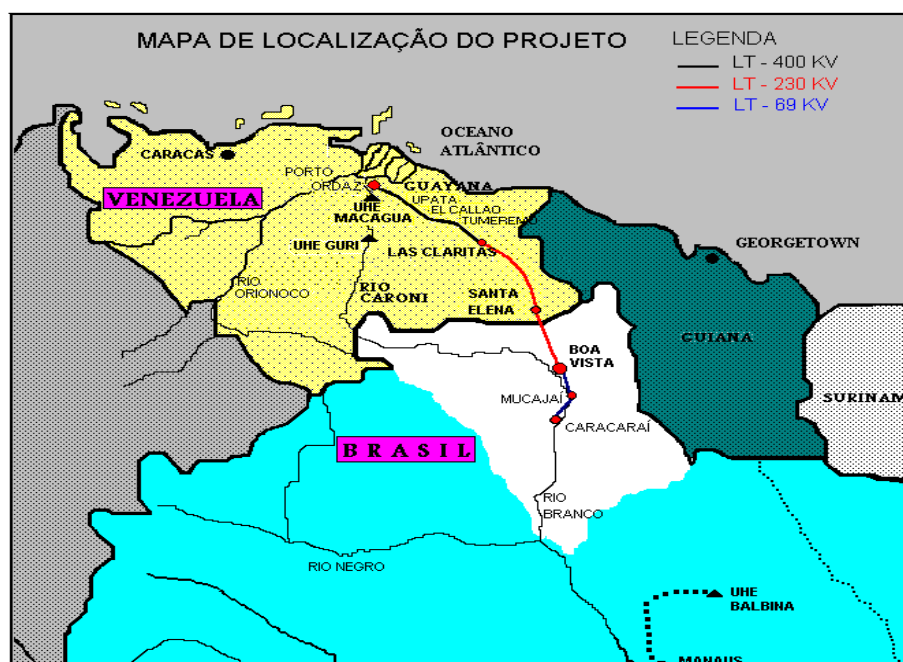 MAPA DE LOCALIZAÇÃO DO PROJETO
LEGENDA
LT - 400 KV
LT - 230 KV
LT - 69 KV
OCEANO
ATLÂNTICO
CARACAS
PORTO
ORDAZ
GUAYANA
VENEZUELA
UPATA
EL CALLAO
TUMEREMO
UHE
MACAGUA
UHE GURI
LAS CLARITAS
GEORGETOWN
RIO
ORIONOCO
RIO
CARONI
SANTA
ELENA
GUIANA
BOA
VISTA
SURINAM
MUCAJAÍ
CARACARAÍ
BRASIL
RIO
BRANCO
RIO NEGRO
UHE
BALBINA
MANAUS